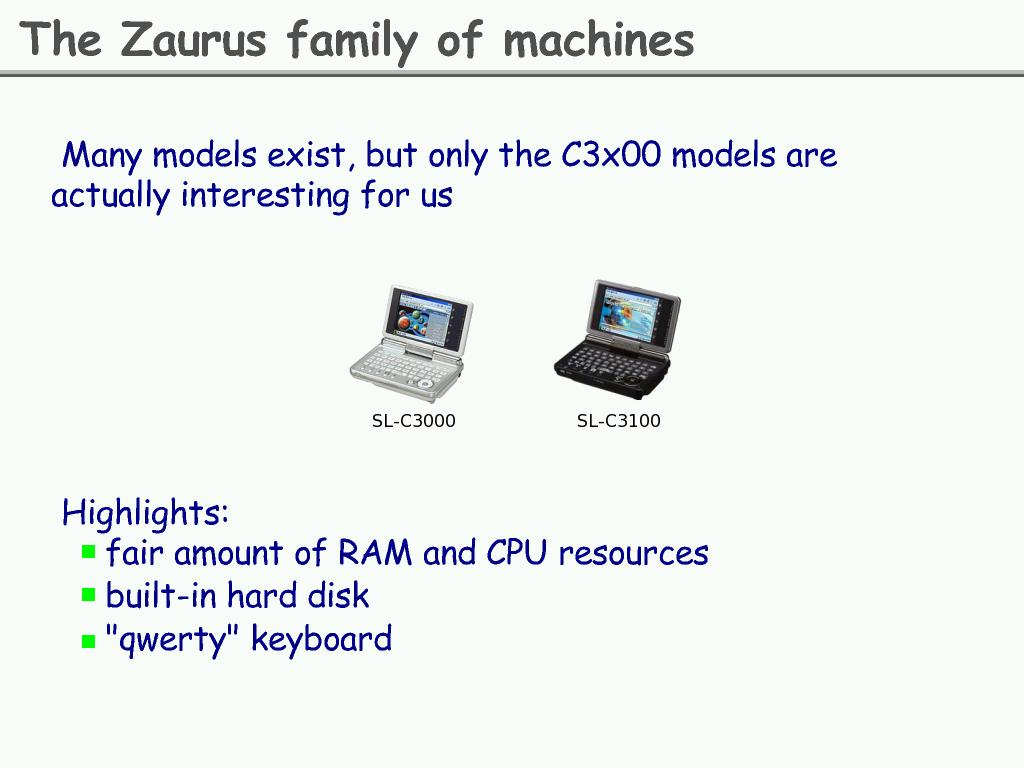 The Zaurus family of machines
Many models exist, but only the C3x00 models are
actually interesting for us
SL-C3000
SL-C3100
Highlights:
fair amount of RAM and CPU resources
built-in hard disk
"qwerty" keyboard